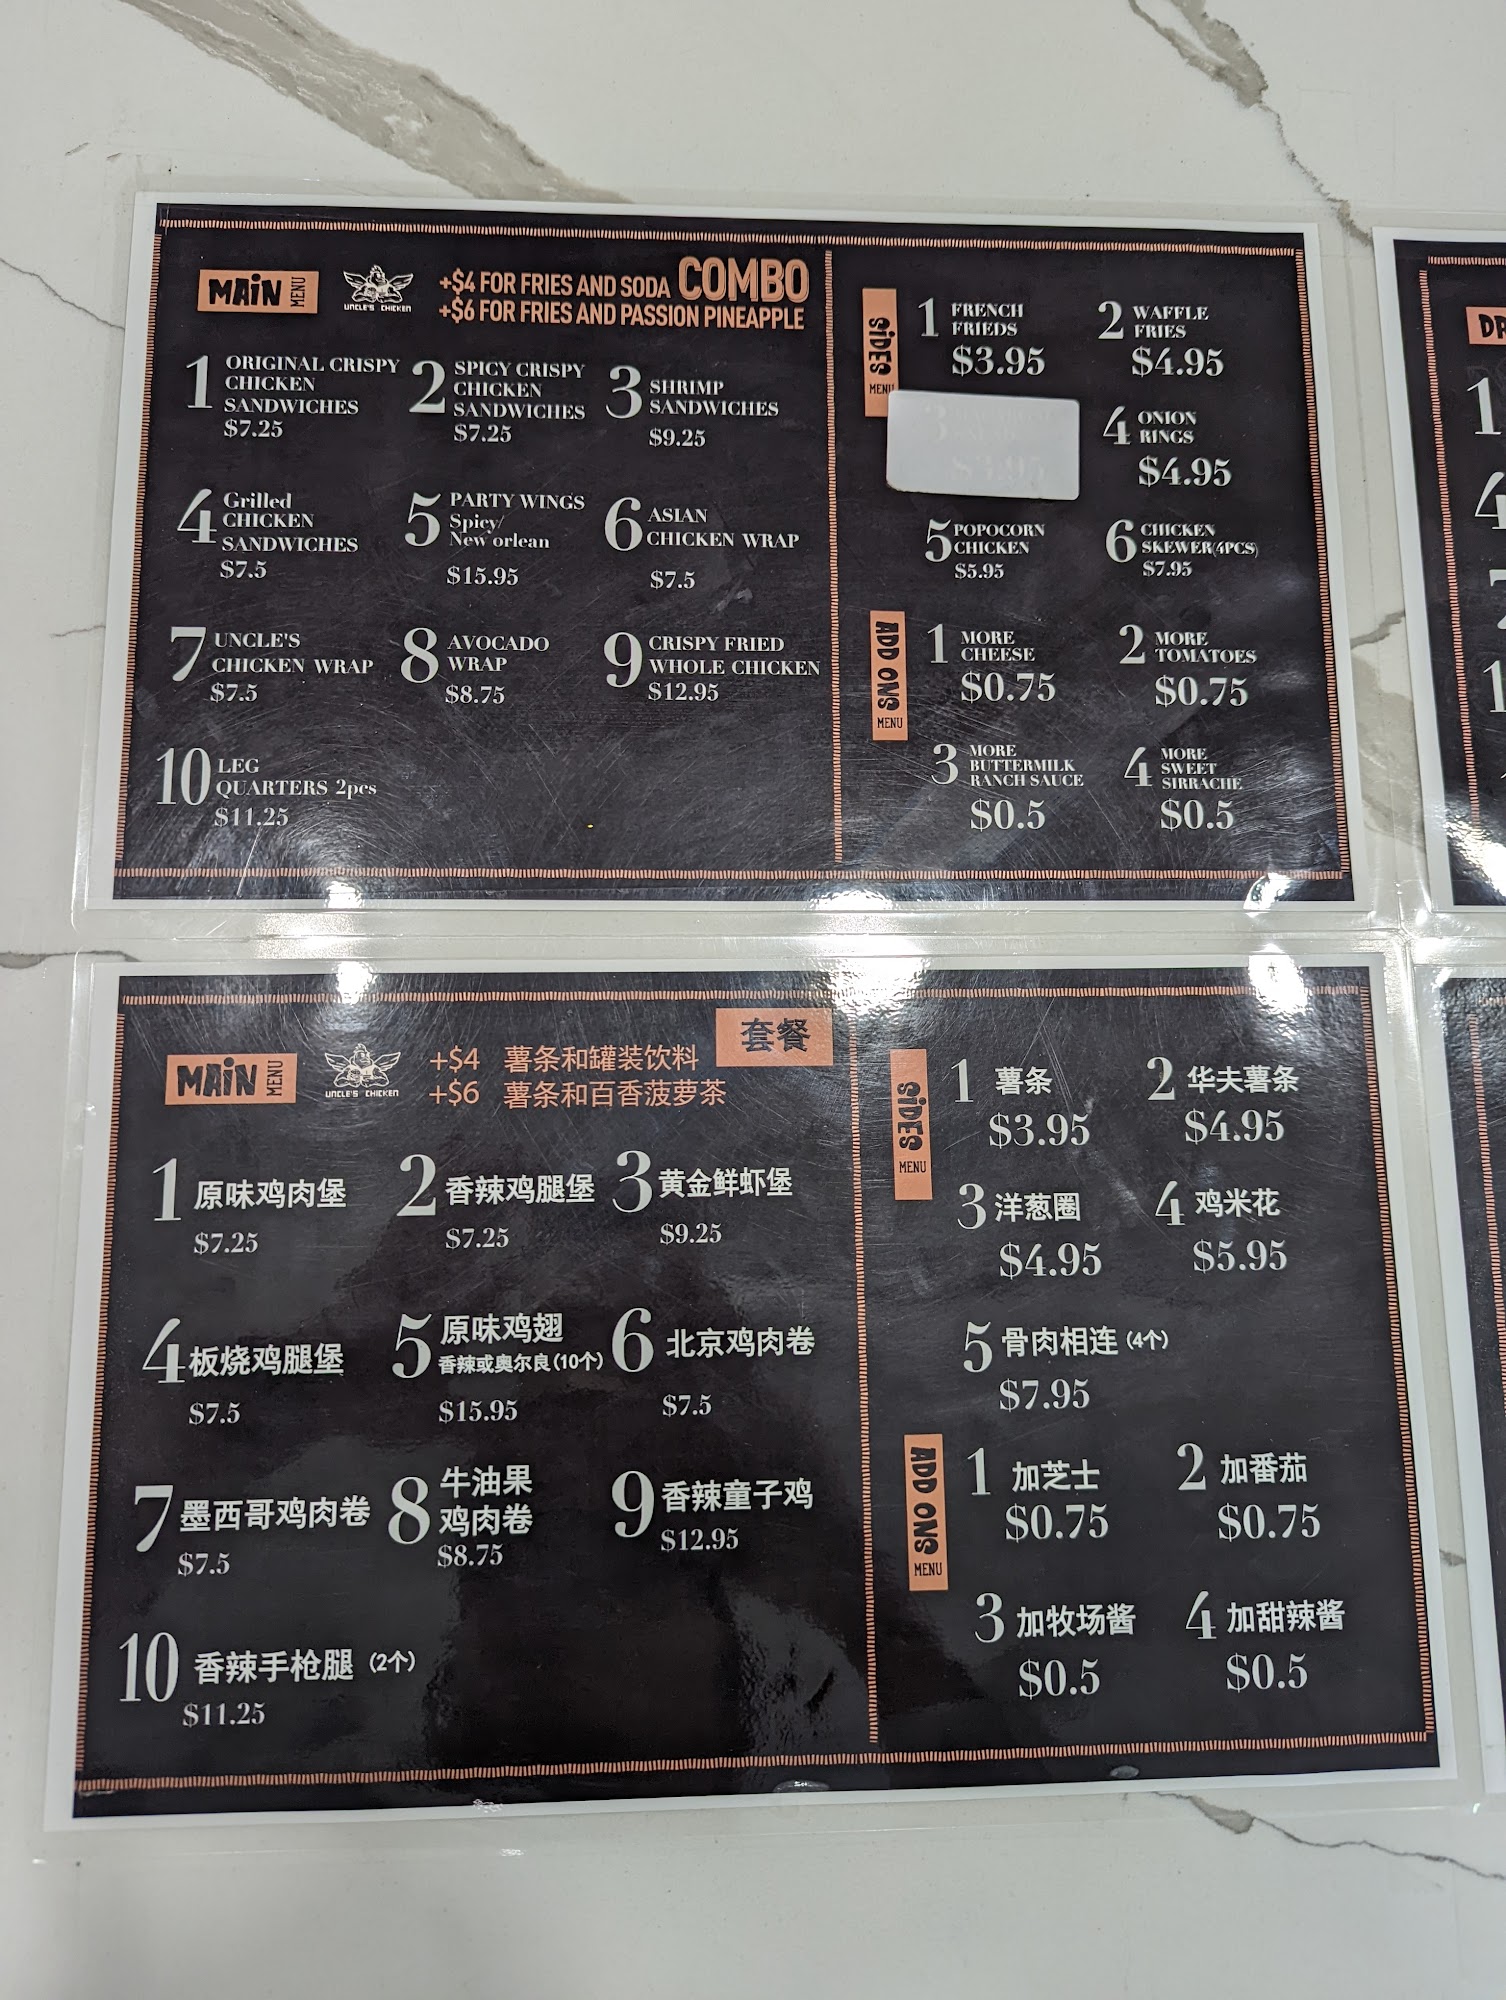 MAIN MENU
UNCLE'S CHICKEN
+$4 FOR FRIES AND SODA COMBO
+$6 FOR FRIES AND PASSION PINEAPPLE
1 ORIGINAL CRISPY
CHICKEN
SANDWICHES
$7.25
2 SPICY CRISPY
CHICKEN
SANDWICHES
$7.25
3 SHRIMP
SANDWICHES
$9.25
4 Grilled
CHICKEN
SANDWICHES
$7.5
5 PARTY WINGS
Spicy/
New orlean
$15.95
6 ASIAN
CHICKEN WRAP
$7.5
7 UNCLE'S
CHICKEN WRAP
$7.5
8 AVOCADO
WRAP
$8.75
9 CRISPY FRIED
WHOLE CHICKEN
$12.95
10 LEG
QUARTERS 2pcs
$11.25
SIDES MENU
1 FRENCH
FRIEDS
$3.95
2 WAFFLE
FRIES
$4.95
4 ONION
RINGS
$4.95
5 POPOCORN
CHICKEN
$5.95
6 CHICKEN
SKEWER(4PCS)
$7.95
ADD ONS MENU
1 MORE
CHEESE
$0.75
2 MORE
TOMATOES
$0.75
3 MORE
BUTTERMILK
RANCH SAUCE
$0.5
4 MORE
SWEET
SIRRACHE
$0.5
MAIN MENU
UNCLE'S CHICKEN
+$4 薯条和罐装饮料
+$6 薯条和百香菠萝茶
套餐
1 原味鸡肉堡
$7.25
2 香辣鸡腿堡
$7.25
3 黄金鲜虾堡
$9.25
4 板烧鸡腿堡
$7.5
5 原味鸡翅
香辣或奥尔良(10个)
$15.95
6 北京鸡肉卷
$7.5
7 墨西哥鸡肉卷
$7.5
8 牛油果
鸡肉卷
$8.75
9 香辣童子鸡
$12.95
10 香辣手枪腿 (2个)
$11.25
SIDES MENU
1 薯条
$3.95
2 华夫薯条
$4.95
3 洋葱圈
$4.95
4 鸡米花
$5.95
5 骨肉相连 (4个)
$7.95
ADD ONS MENU
1 加芝士
$0.75
2 加番茄
$0.75
3 加牧场酱
$0.5
4 加甜辣酱
$0.5